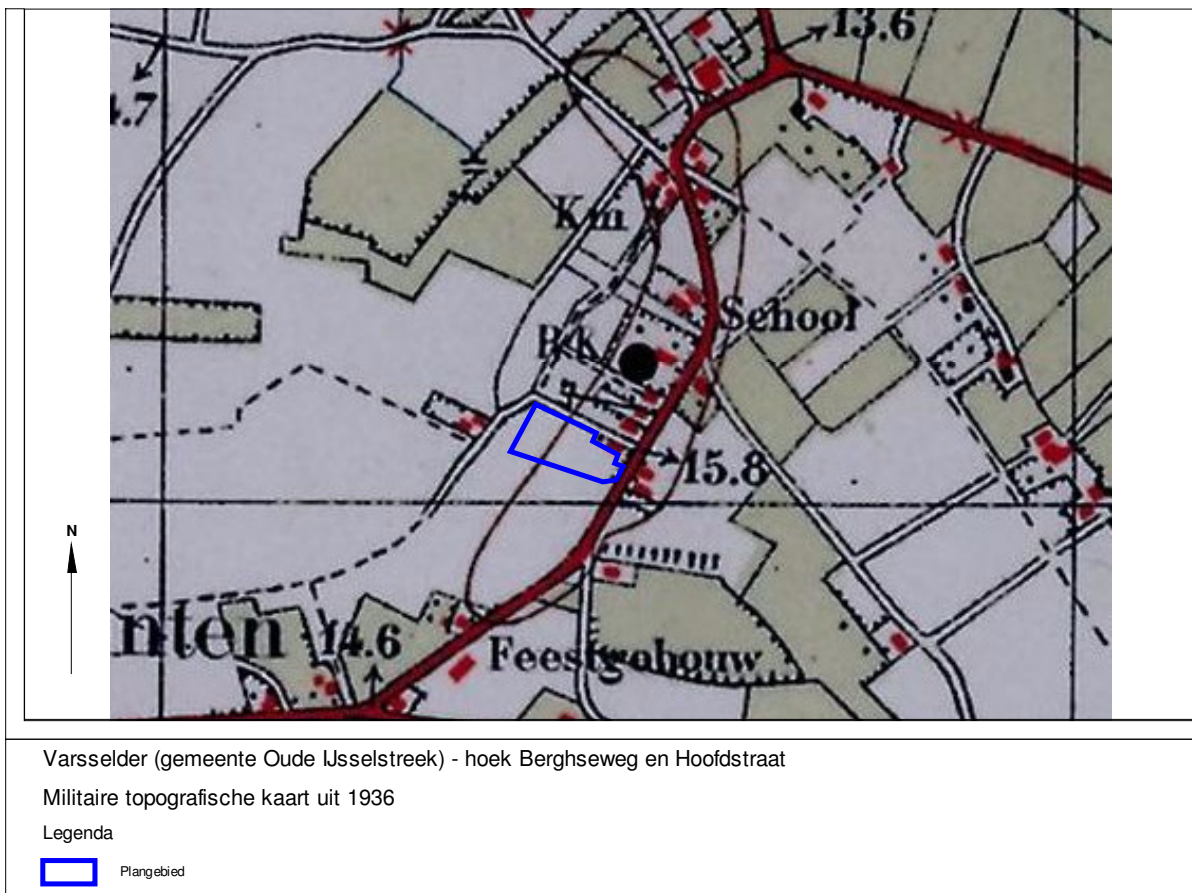 13.6
4.7
Km
School
R.K.
15.8
N
nten
14.6
Feestgebouw
Varsselder (gemeente Oude IJsselstreek) - hoek Berghseweg en Hoofdstraat
Militaire topografische kaart uit 1936
Legenda
Plangebied